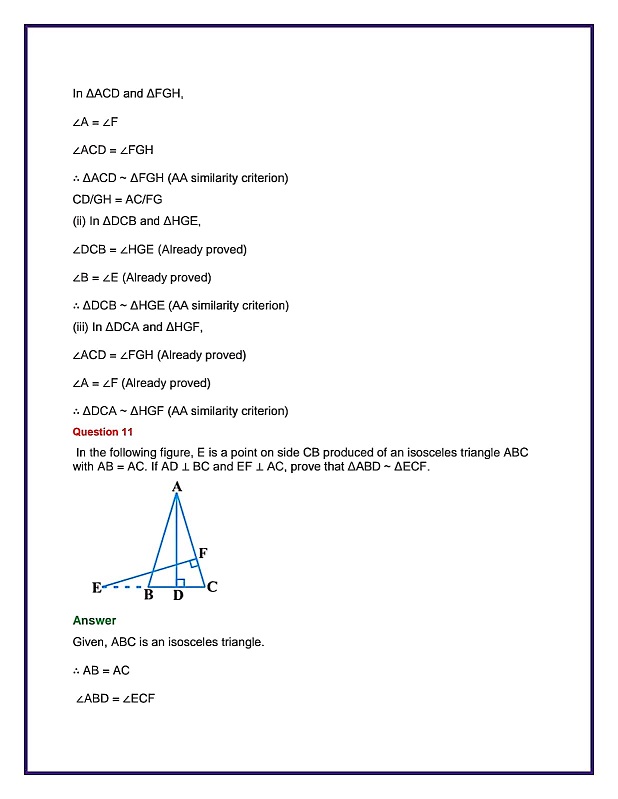 In ΔACD and ΔFGH,
∠A = ∠F
∠ACD = ∠FGH
∴ ΔACD ~ ΔFGH (AA similarity criterion)
CD/GH = AC/FG
(ii) In ΔDCB and ΔHGE,
∠DCB = ∠HGE (Already proved)
∠B = ∠E (Already proved)
∴ ΔDCB ~ ΔHGE (AA similarity criterion)
(iii) In ΔDCA and ΔHGF,
∠ACD = ∠FGH (Already proved)
∠A = ∠F (Already proved)
∴ ΔDCA ~ ΔHGF (AA similarity criterion)
Question 11
In the following figure, E is a point on side CB produced of an isosceles triangle ABC
with AB = AC. If AD ⊥ BC and EF ⊥ AC, prove that ΔABD ~ ΔECF.
A
F
E B D C
Answer
Given, ABC is an isosceles triangle.
∴ AB = AC
∠ABD = ∠ECF